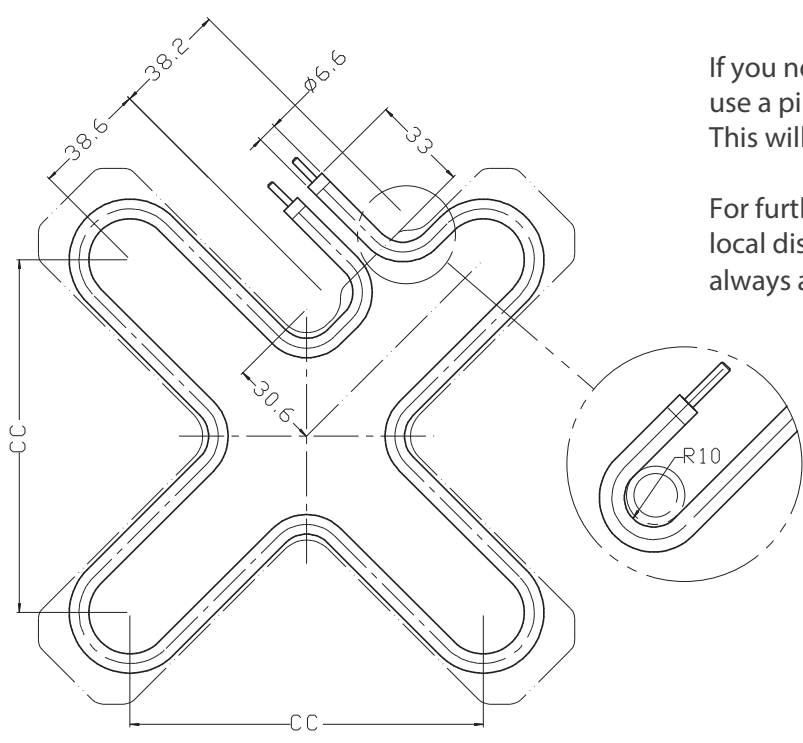 38.2
ø6.6
38.6
33
If you ne
use a pi
This will
For furth
local dis
always a
30.6
CC
R10
CC